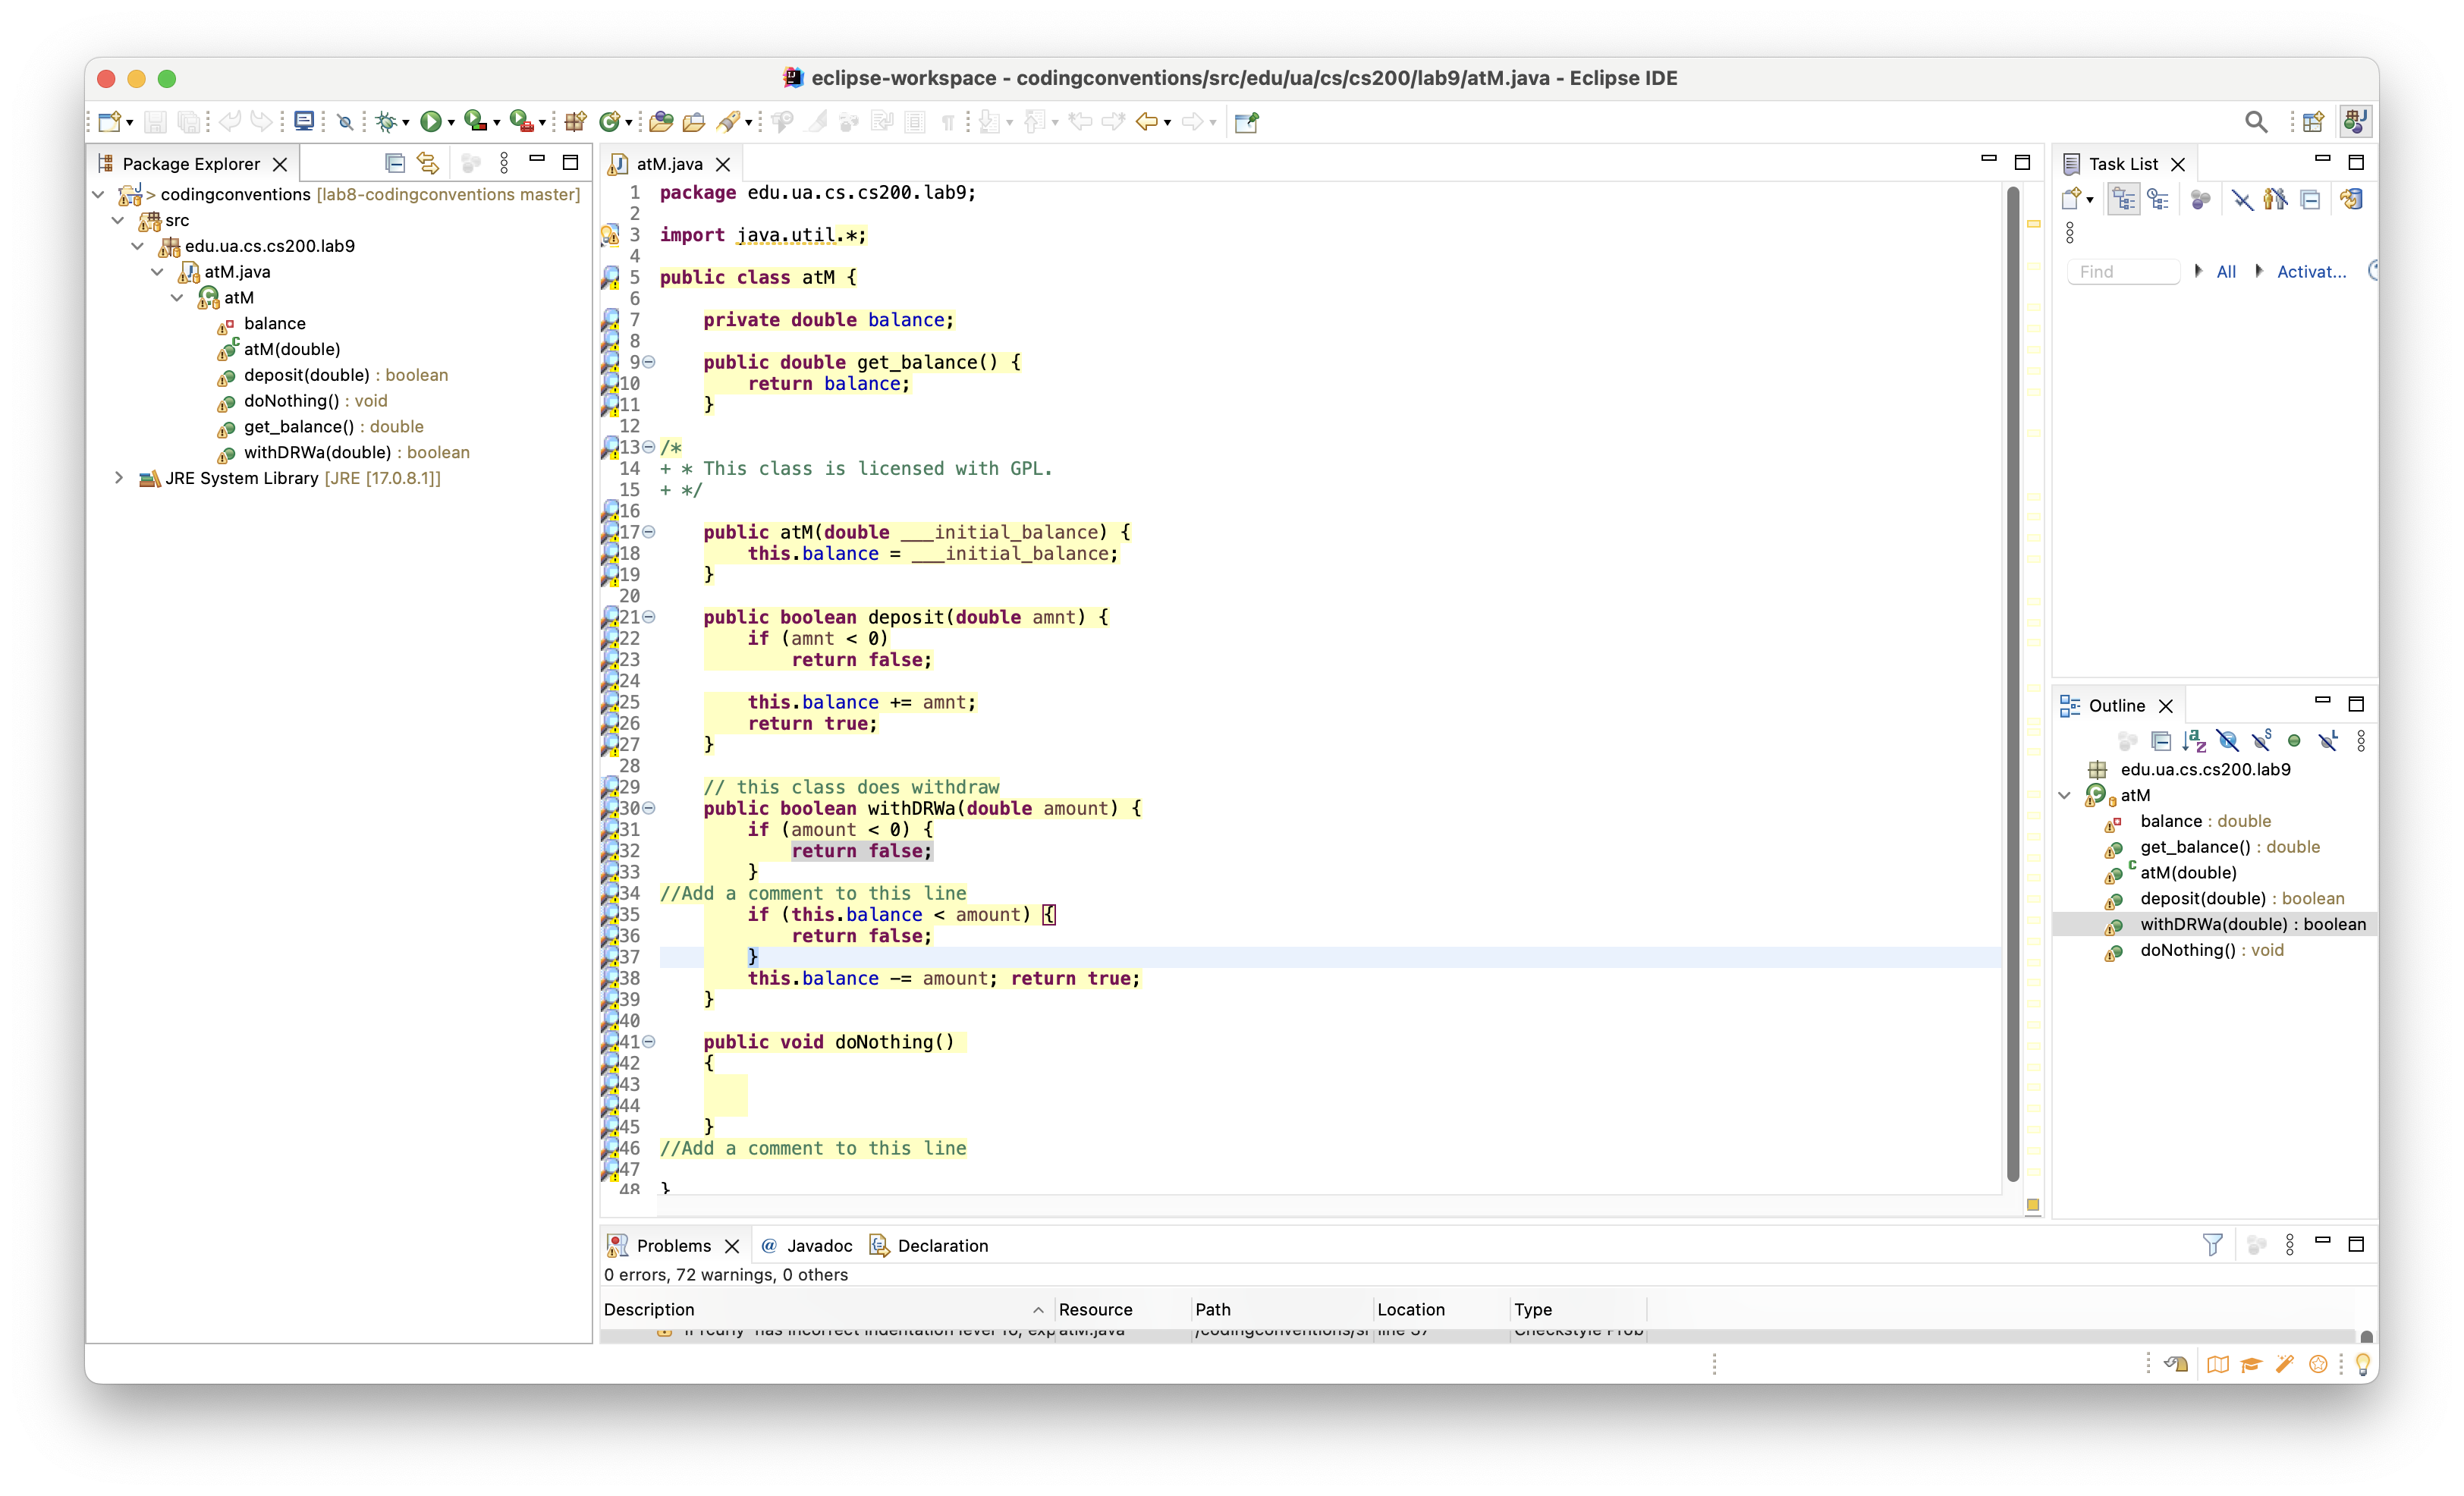 eclipse-workspace - codingconventions/src/edu/ua/cs/cs200/lab9/atM.java - Eclipse IDE
Package Explorer
> codingconventions [lab8-codingconventions master]
src
edu.ua.cs.cs200.lab9
atM.java
atM
balance
atM(double)
deposit(double) : boolean
doNothing() : void
get_balance() : double
withDRWa(double) : boolean
JRE System Library [JRE [17.0.8.1]]
atM.java
1 package edu.ua.cs.cs200.lab9;
2
3 import java.util.*;
4
5 public class atM {
6
7 private double balance;
8
9 public double get_balance() {
10 return balance;
11 }
12
13 /*
14 + * This class is licensed with GPL.
15 + */
16
17 public atM(double ___initial_balance) {
18 this.balance = ___initial_balance;
19 }
20
21 public boolean deposit(double amnt) {
22 if (amnt < 0)
23 return false;
24
25 this.balance += amnt;
26 return true;
27 }
28
29 // this class does withdraw
30 public boolean withDRWa(double amount) {
31 if (amount < 0) {
32 return false;
33 }
34 //Add a comment to this line
35 if (this.balance < amount) {
36 return false;
37 }
38 this.balance -= amount; return true;
39 }
40
41 public void doNothing()
42 {
43
44
45 }
46 //Add a comment to this line
47
48 }
Task List
Find
All
Activat...
Outline
edu.ua.cs.cs200.lab9
atM
balance : double
get_balance() : double
atM(double)
deposit(double) : boolean
withDRWa(double) : boolean
doNothing() : void
Problems
@ Javadoc
Declaration
0 errors, 72 warnings, 0 others
Description Resource Path Location Type
'if rcurly' has incorrect indentation level 16, exp atM.java /codingconventions/sr line 37 Checkstyle Prob